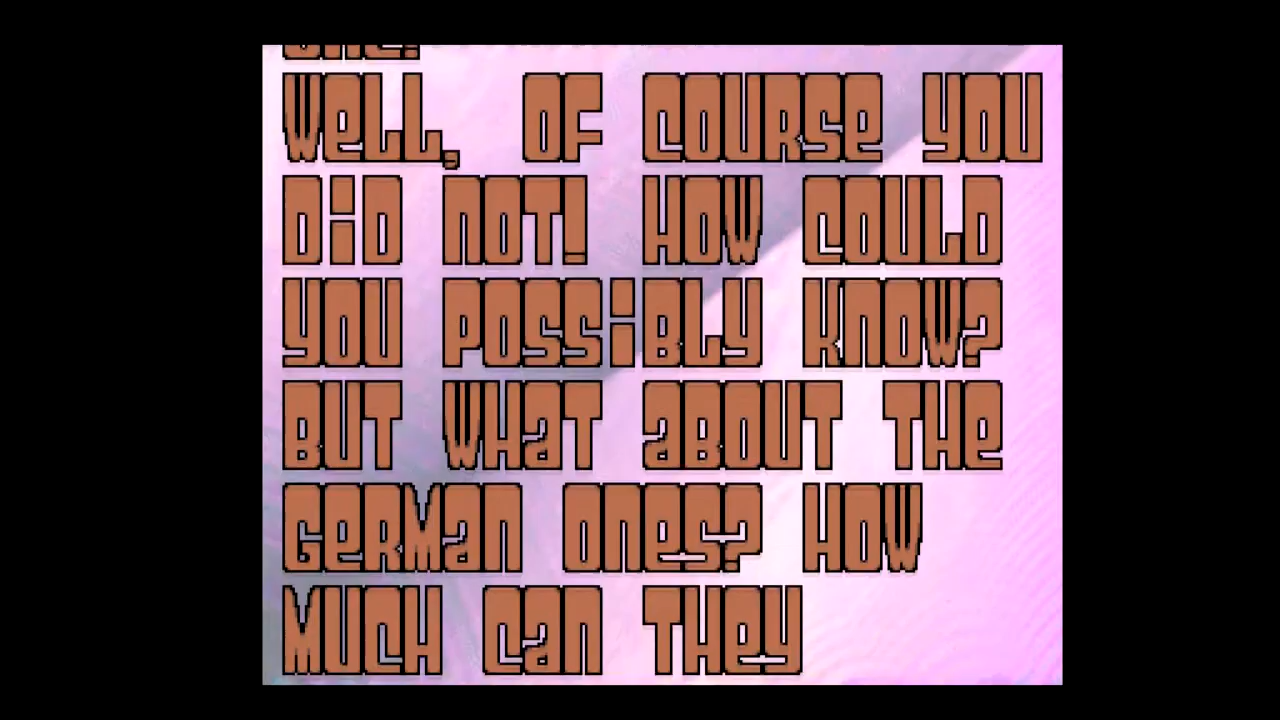 one!
Well, of course you
did not! How could
you possibly know?
But what about the
German ones? How
much can they